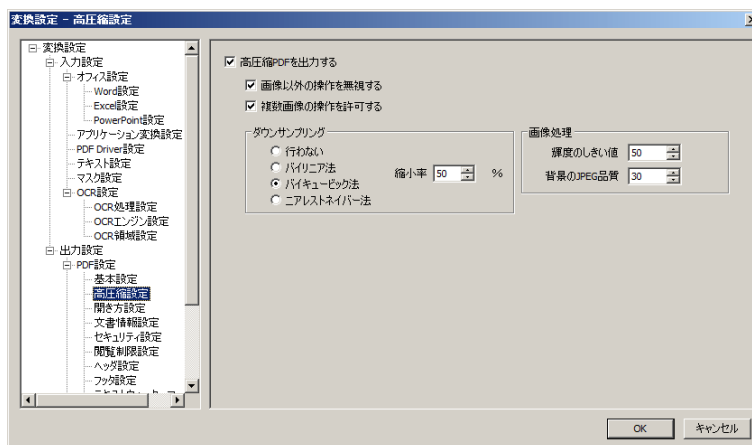 変換設定 - 高圧縮設定
変換設定
入力設定
オフィス設定
Word設定
Excel設定
PowerPoint設定
アプリケーション変換設定
PDF Driver設定
テキスト設定
マスク設定
OCR設定
OCR処理設定
OCRエンジン設定
OCR領域設定
出力設定
PDF設定
基本設定
高圧縮設定
開き方設定
文書情報設定
セキュリティ設定
閲覧制限設定
ヘッダ設定
フッタ設定
高圧縮PDFを出力する
画像以外の操作を無視する
複数画像の操作を許可する
ダウンサンプリング
行わない
バイリニア法
バイキュービック法
ニアレストネイバー法
縮小率 50 %
画像処理
輝度のしきい値 50
背景のJPEG品質 30
OK キャンセル